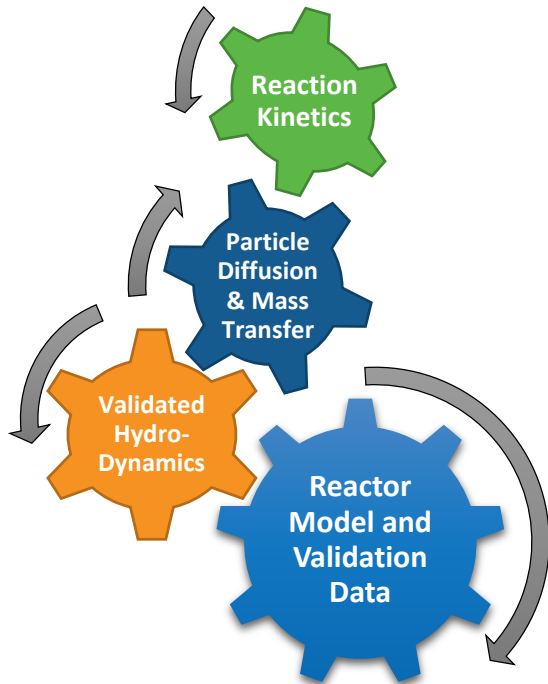 Reaction
Kinetics
Particle
Diffusion
& Mass
Transfer
Validated
Hydro-
Dynamics
Reactor
Model and
Validation
Data